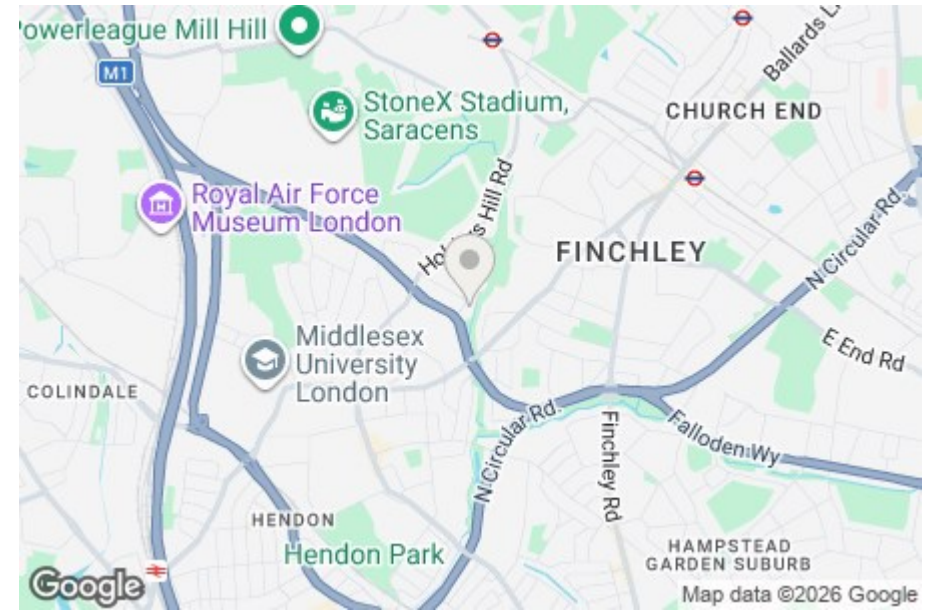 Powerleague Mill Hill
M1
StoneX Stadium,
Saracens
Ballards L
CHURCH END
Royal Air Force
Museum London
Holders Hill Rd
FINCHLEY
N Circular Rd.
Middlesex
University
London
E End Rd
COLINDALE
N Circular Rd.
Finchley Rd
Falloden Wy
HENDON
Hendon Park
HAMPSTEAD
GARDEN SUBURB
Google
Map data ©2026 Google